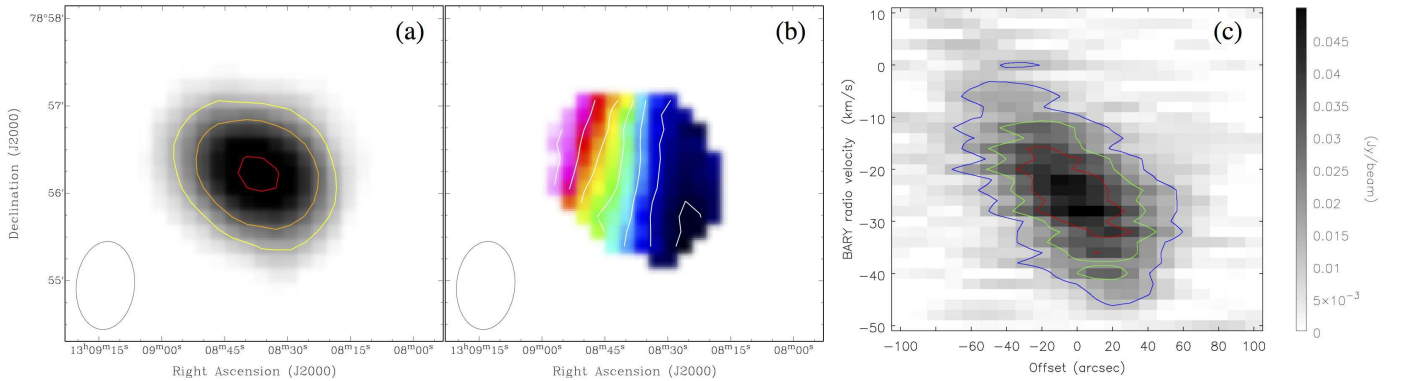 (a)
78°58'
57'
56'
55'
Declination (J2000)
13ʰ09ᵐ15ˢ
09ᵐ00ˢ
08ᵐ45ˢ
08ᵐ30ˢ
08ᵐ00ˢ
Right Ascension (J2000)
(b)
13ʰ09ᵐ15ˢ
09ᵐ00ˢ
08ᵐ45ˢ
08ᵐ30ˢ
08ᵐ00ˢ
Right Ascension (J2000)
(c)
10
0
-10
-20
-30
-40
-50
BARY radio velocity (km/s)
-100
-80
-60
-40
-20
0
20
40
60
80
100
Offset (arcsec)
0.045
0.04
0.035
0.03
0.025
0.02
0.015
0.01
5×10⁻³
0
(Jy/beam)